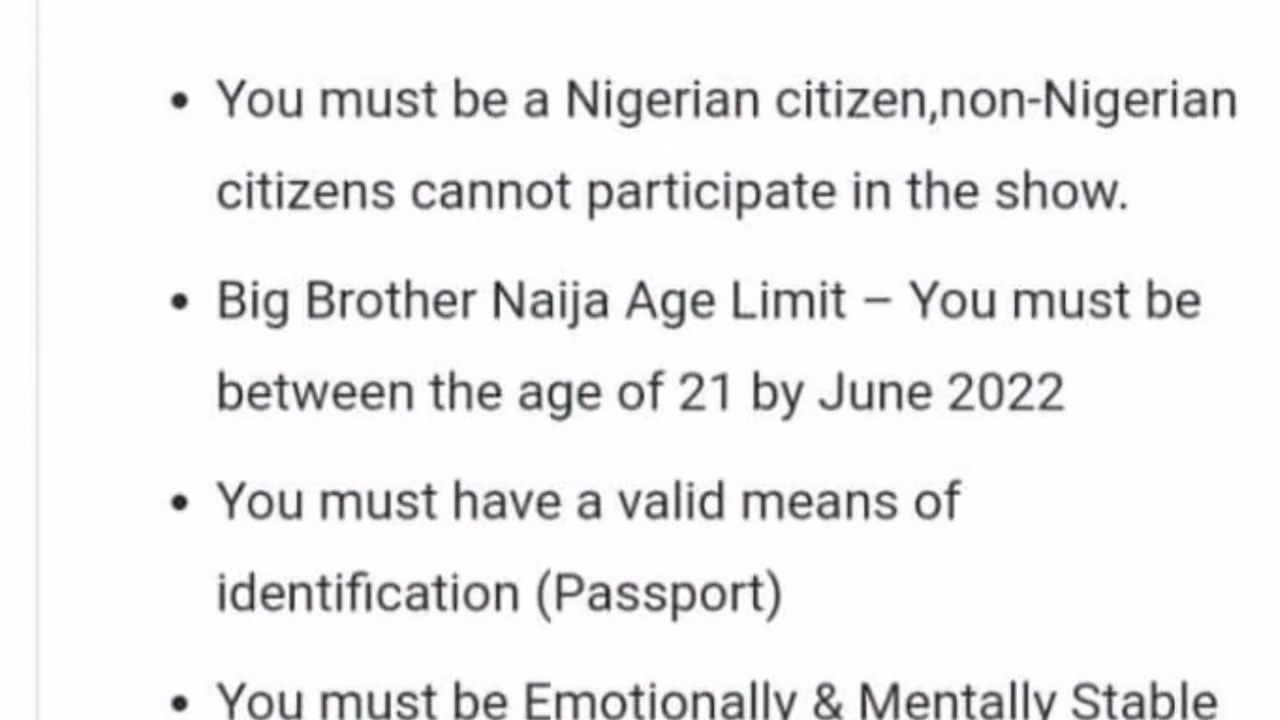 • You must be a Nigerian citizen,non-Nigerian
citizens cannot participate in the show.
• Big Brother Naija Age Limit – You must be
between the age of 21 by June 2022
• You must have a valid means of
identification (Passport)
• You must be Emotionally & Mentally Stable